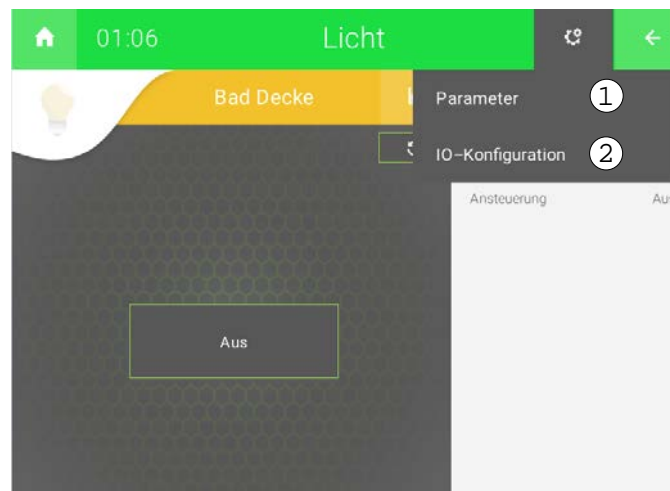 01:06 Licht
Bad Decke
Parameter 1
IO-Konfiguration 2
Ansteuerung
Aus